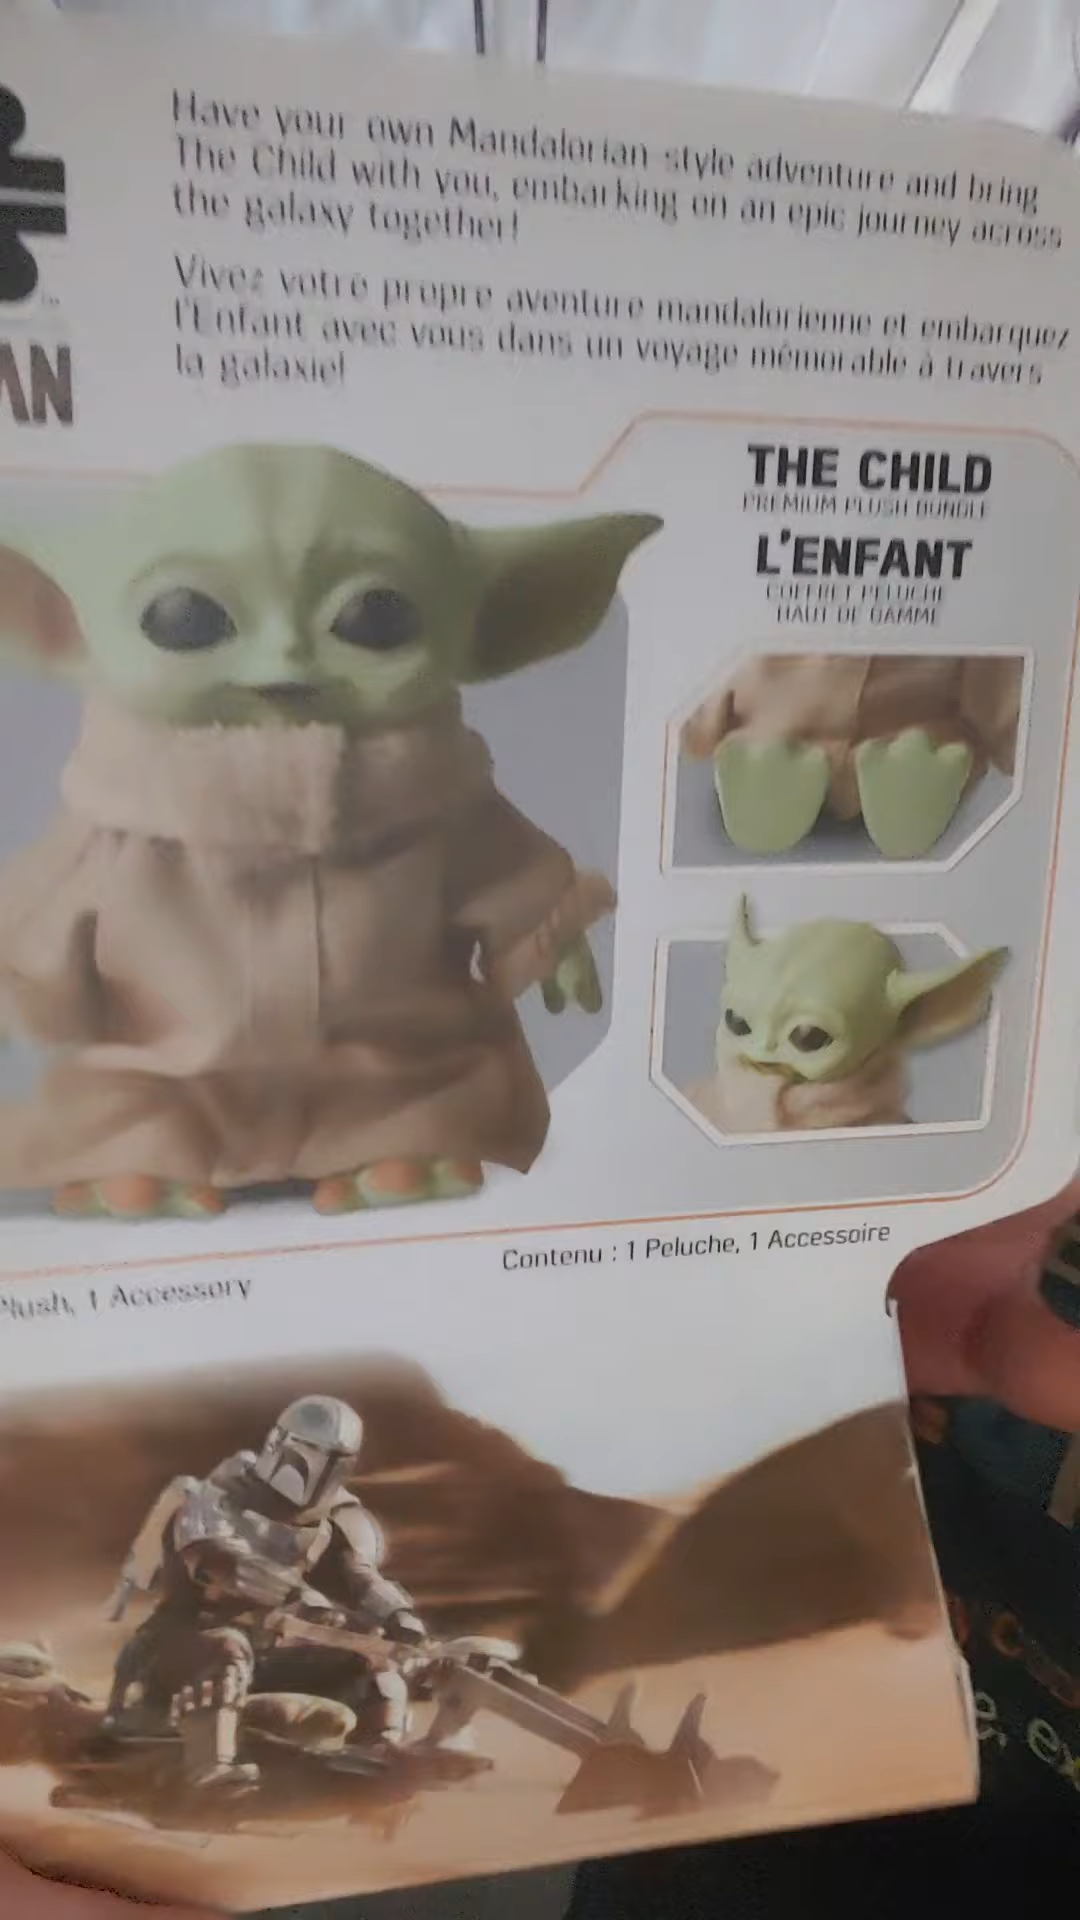 Have your own Mandalorian style adventure and bring
The Child with you, embarking on an epic journey across
the galaxy together!
Vivez votre propre aventure mandalorienne et embarquez
l'Enfant avec vous dans un voyage mémorable à travers
la galaxie!
AN
THE CHILD
PREMIUM PLUSH BUNDLE
L'ENFANT
COFFRET PELUCHE
HAUT DE GAMME
Contenu : 1 Peluche, 1 Accessoire
Plush, 1 Accessory